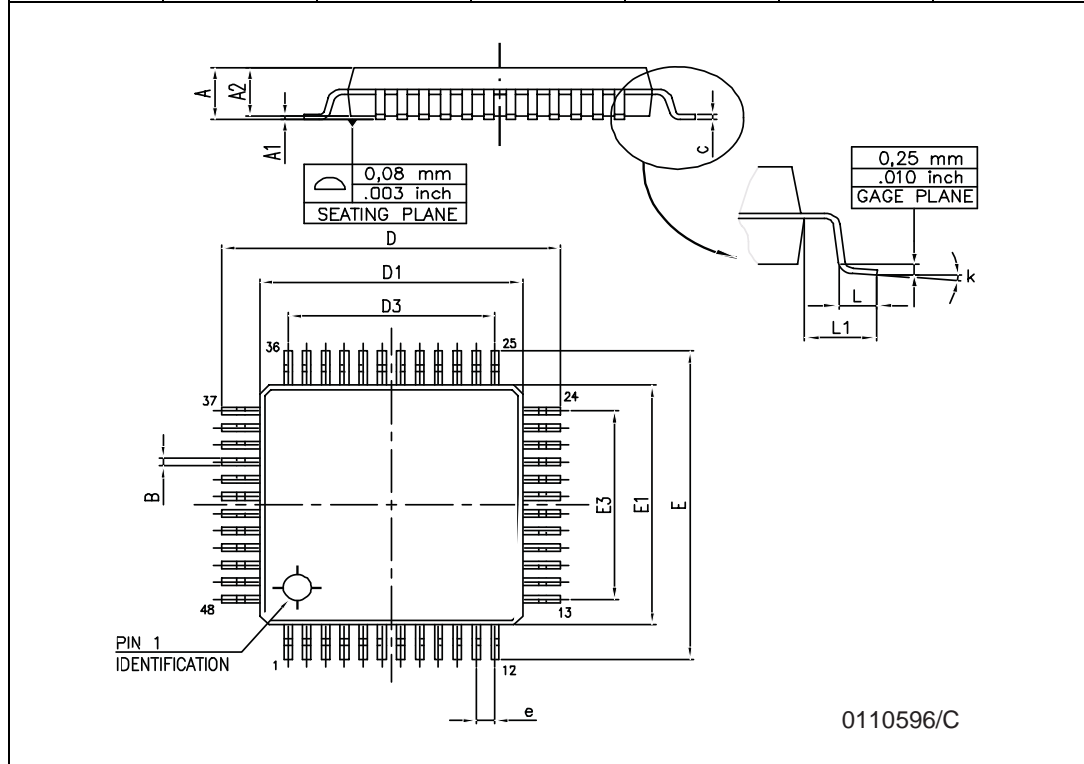 A
A2
A1
C
0,08 mm
.003 inch
SEATING PLANE
0,25 mm
.010 inch
GAGE PLANE
k
L
L1
D
D1
D3
36
25
37
24
B
E3
E1
E
48
13
PIN 1
IDENTIFICATION
1
12
e
0110596/C